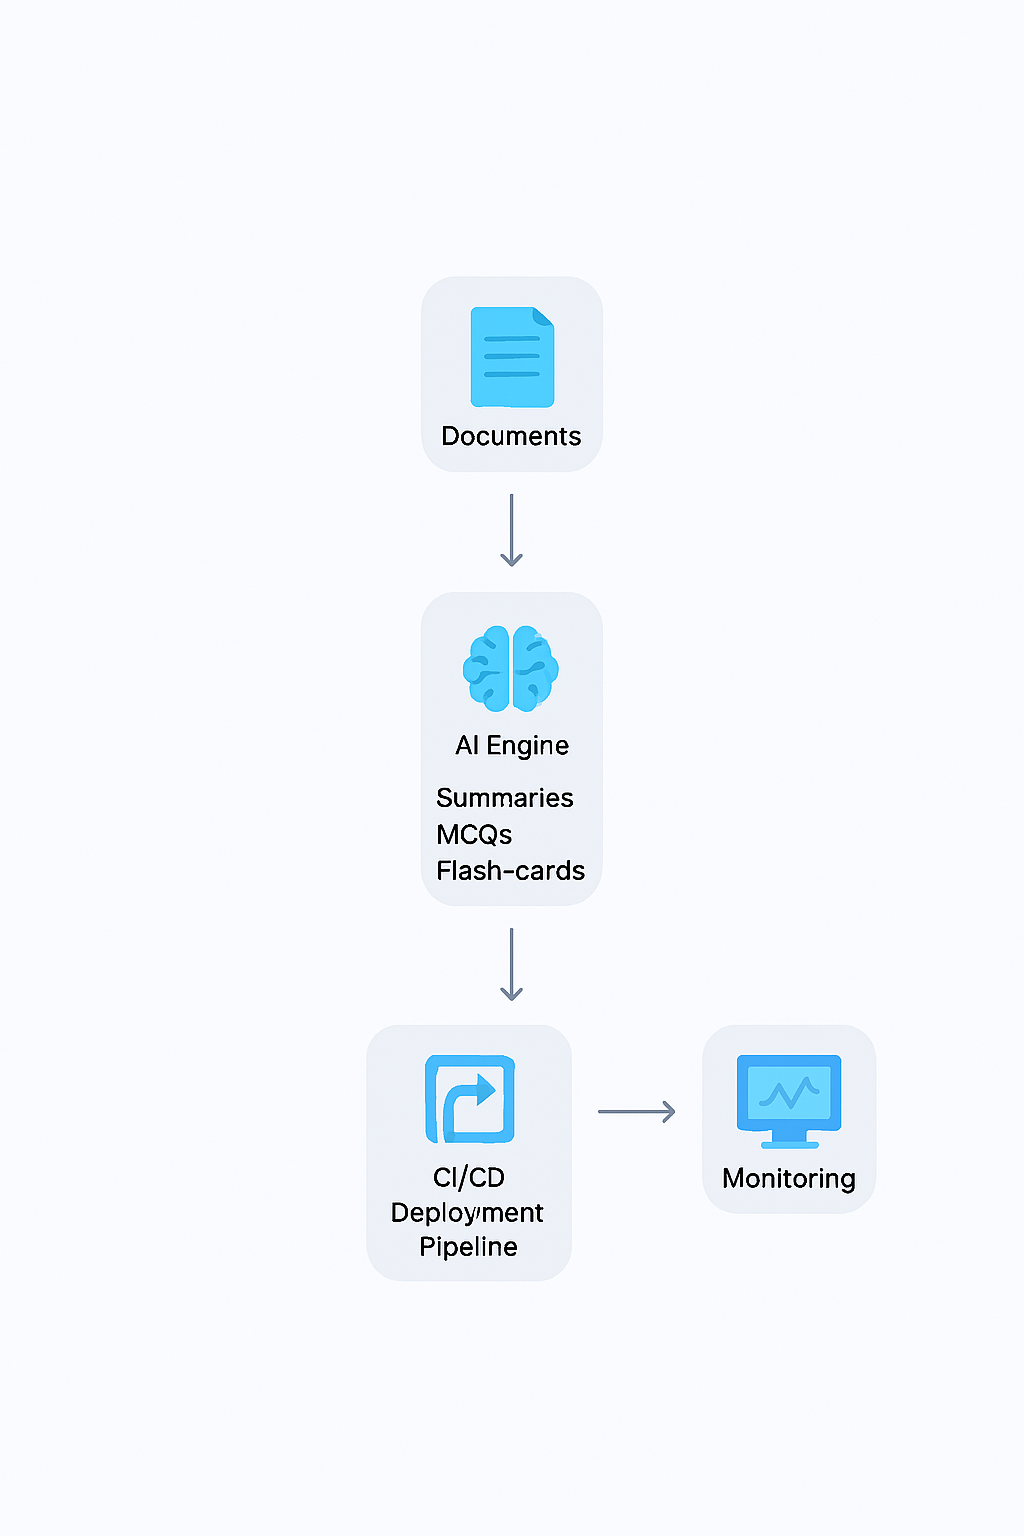 Documents
AI Engine
Summaries
MCQs
Flash-cards
CI/CD
Deployment
Pipeline
Monitoring